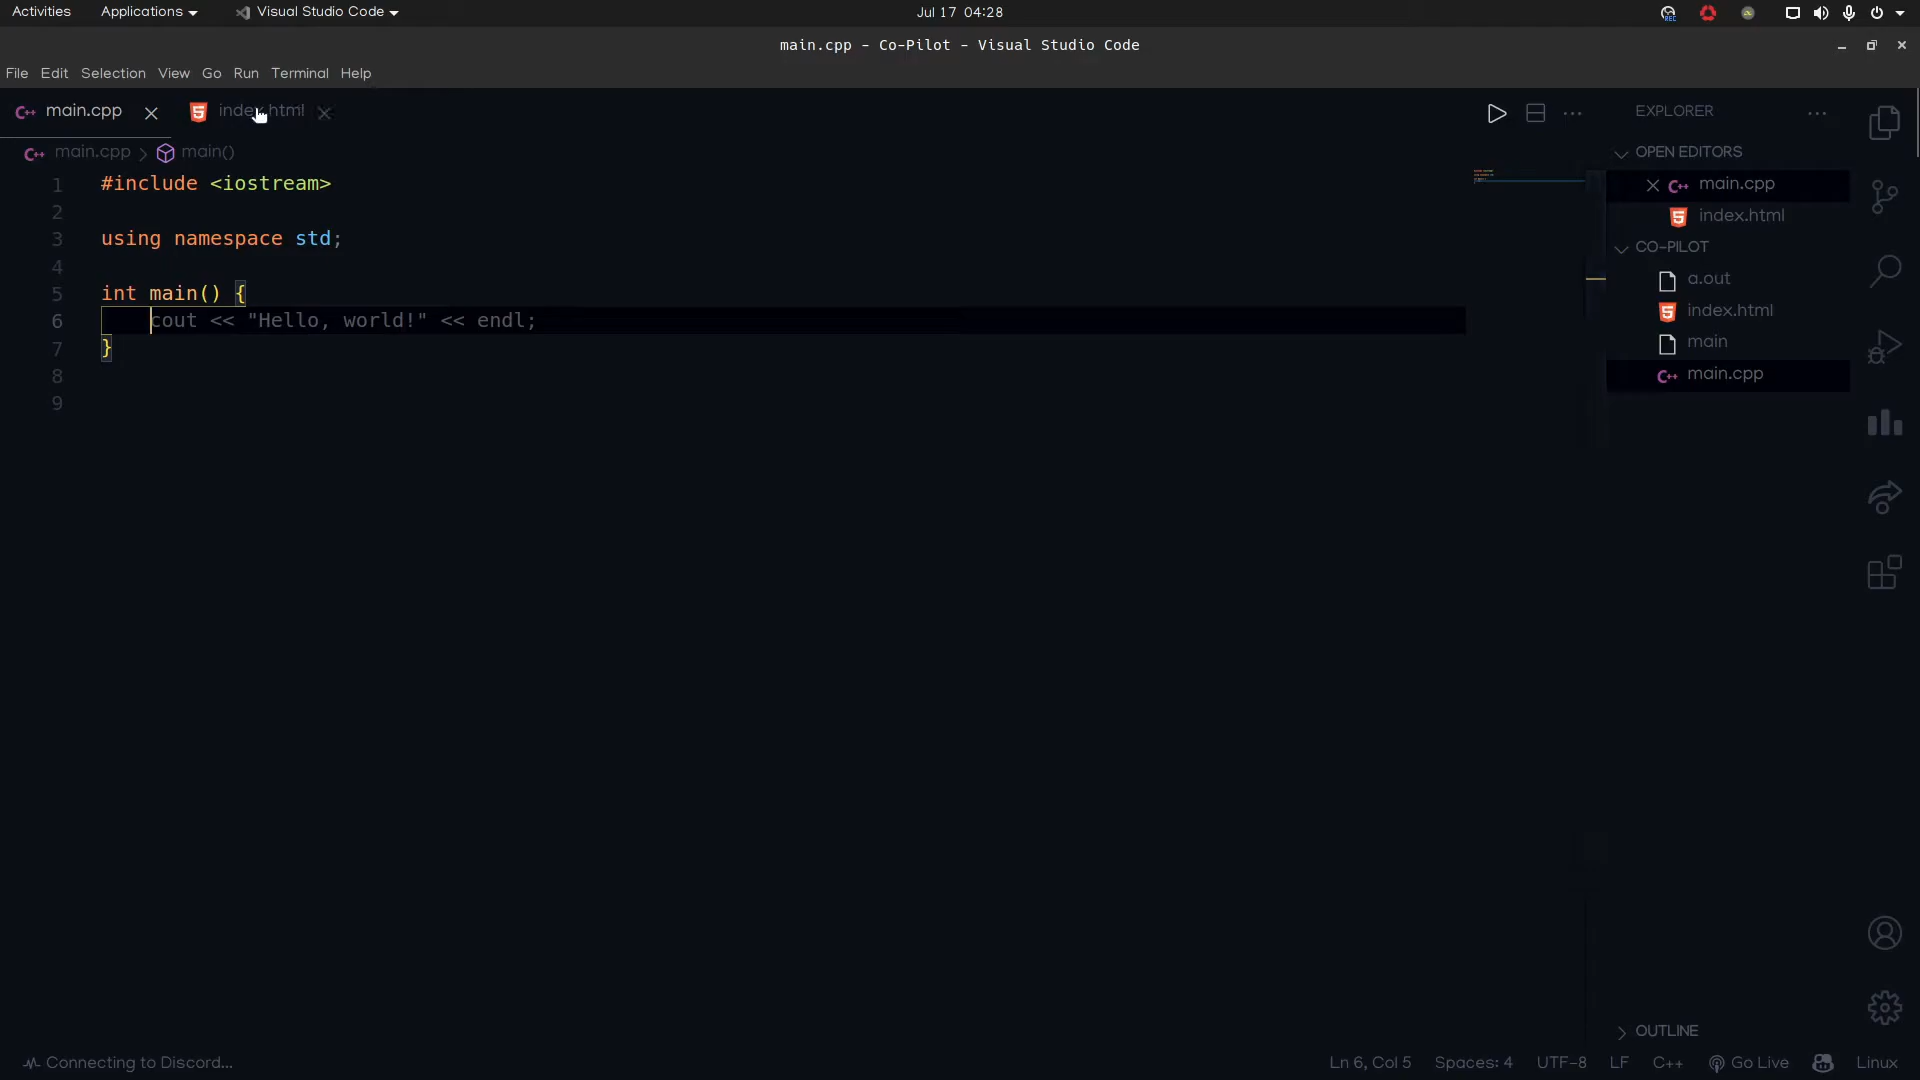 Activities Applications Visual Studio Code Jul 17 04:28
main.cpp - Co-Pilot - Visual Studio Code
File Edit Selection View Go Run Terminal Help
main.cpp index.html
main.cpp > main()
1 #include <iostream>
2
3 using namespace std;
4
5 int main() {
6 cout << "Hello, world!" << endl;
7 }
8
9
EXPLORER
OPEN EDITORS
main.cpp
index.html
CO-PILOT
a.out
index.html
main
main.cpp
OUTLINE
Connecting to Discord... Ln 6, Col 5 Spaces: 4 UTF-8 LF C++ Go Live Linux